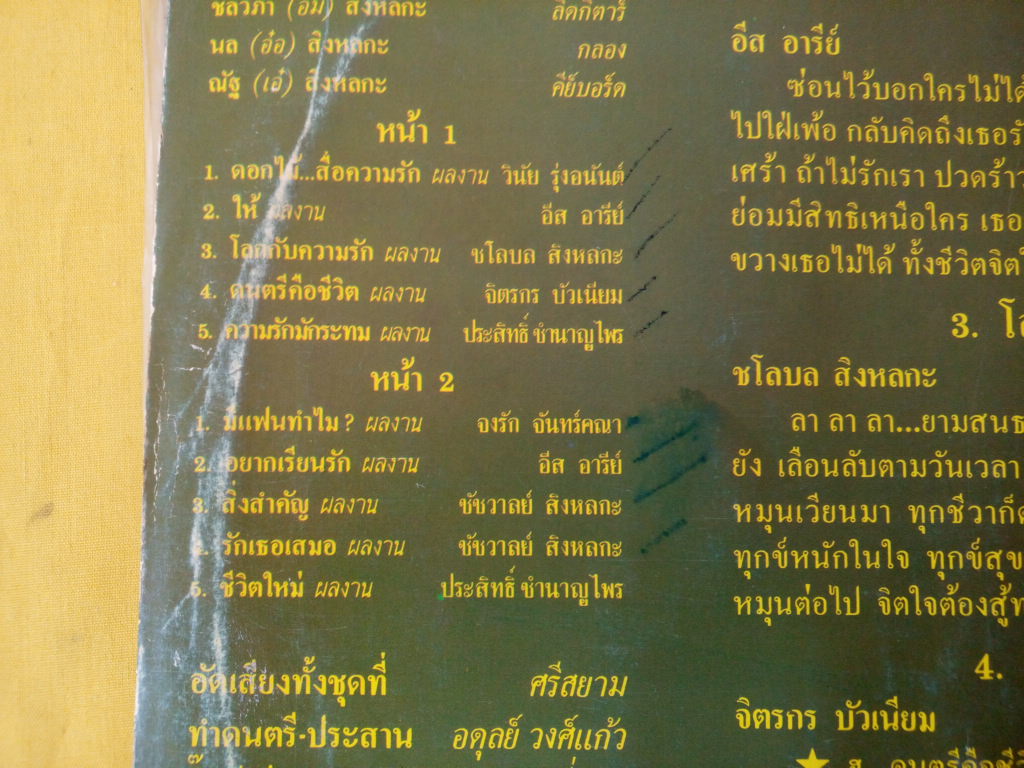 ชลวภา (อิม) สิงหลกะ ลีดกีตาร์
นล (อ๋อ) สิงหลกะ กลอง
ณัฐ (เอ๋) สิงหลกะ คีย์บอร์ด
หน้า 1
1. ดอกไม้...สื่อความรัก ผลงาน วินัย รุ่งอนันต์
2. ให้ ผลงาน อีส อารีย์
3. โลกกับความรัก ผลงาน ชโลบล สิงหลกะ
4. ดนตรีคือชีวิต ผลงาน จิตรกร บัวเนียม
5. ความรักมักระทม ผลงาน ประสิทธิ์ ชำนาญไพร
หน้า 2
1. มีแฟนทำไม ? ผลงาน จงรัก จันทร์คณา
2. อยากเรียนรัก ผลงาน อีส อารีย์
3. สิ่งสำคัญ ผลงาน ชัชวาลย์ สิงหลกะ
4. รักเธอเสมอ ผลงาน ชัชวาลย์ สิงหลกะ
5. ชีวิตใหม่ ผลงาน ประสิทธิ์ ชำนาญไพร
อัดเสียงทั้งชุดที่ ศรีสยาม
ทำดนตรี-ประสาน อดุลย์ วงศ์แก้ว
อีส อารีย์
ซ่อนไว้บอกใครไม่ได้
ไปใฝ่เพ้อ กลับคิดถึงเธอรั
เศร้า ถ้าไม่รักเรา ปวดร้าว
ย่อมมีสิทธิเหนือใคร เธอ
ขวางเธอไม่ได้ ทั้งชีวิตจิตใ
3. โ
ชโลบล สิงหลกะ
ลา ลา ลา...ยามสนธ
ยัง เลือนลับตามวันเวลา
หมุนเวียนมา ทุกชีวาก็
ทุกข์หนักในใจ ทุกข์สุข
หมุนต่อไป จิตใจต้องสู้ท
4.
จิตรกร บัวเนียม
★ ส. ดนตรีคือชีวิ